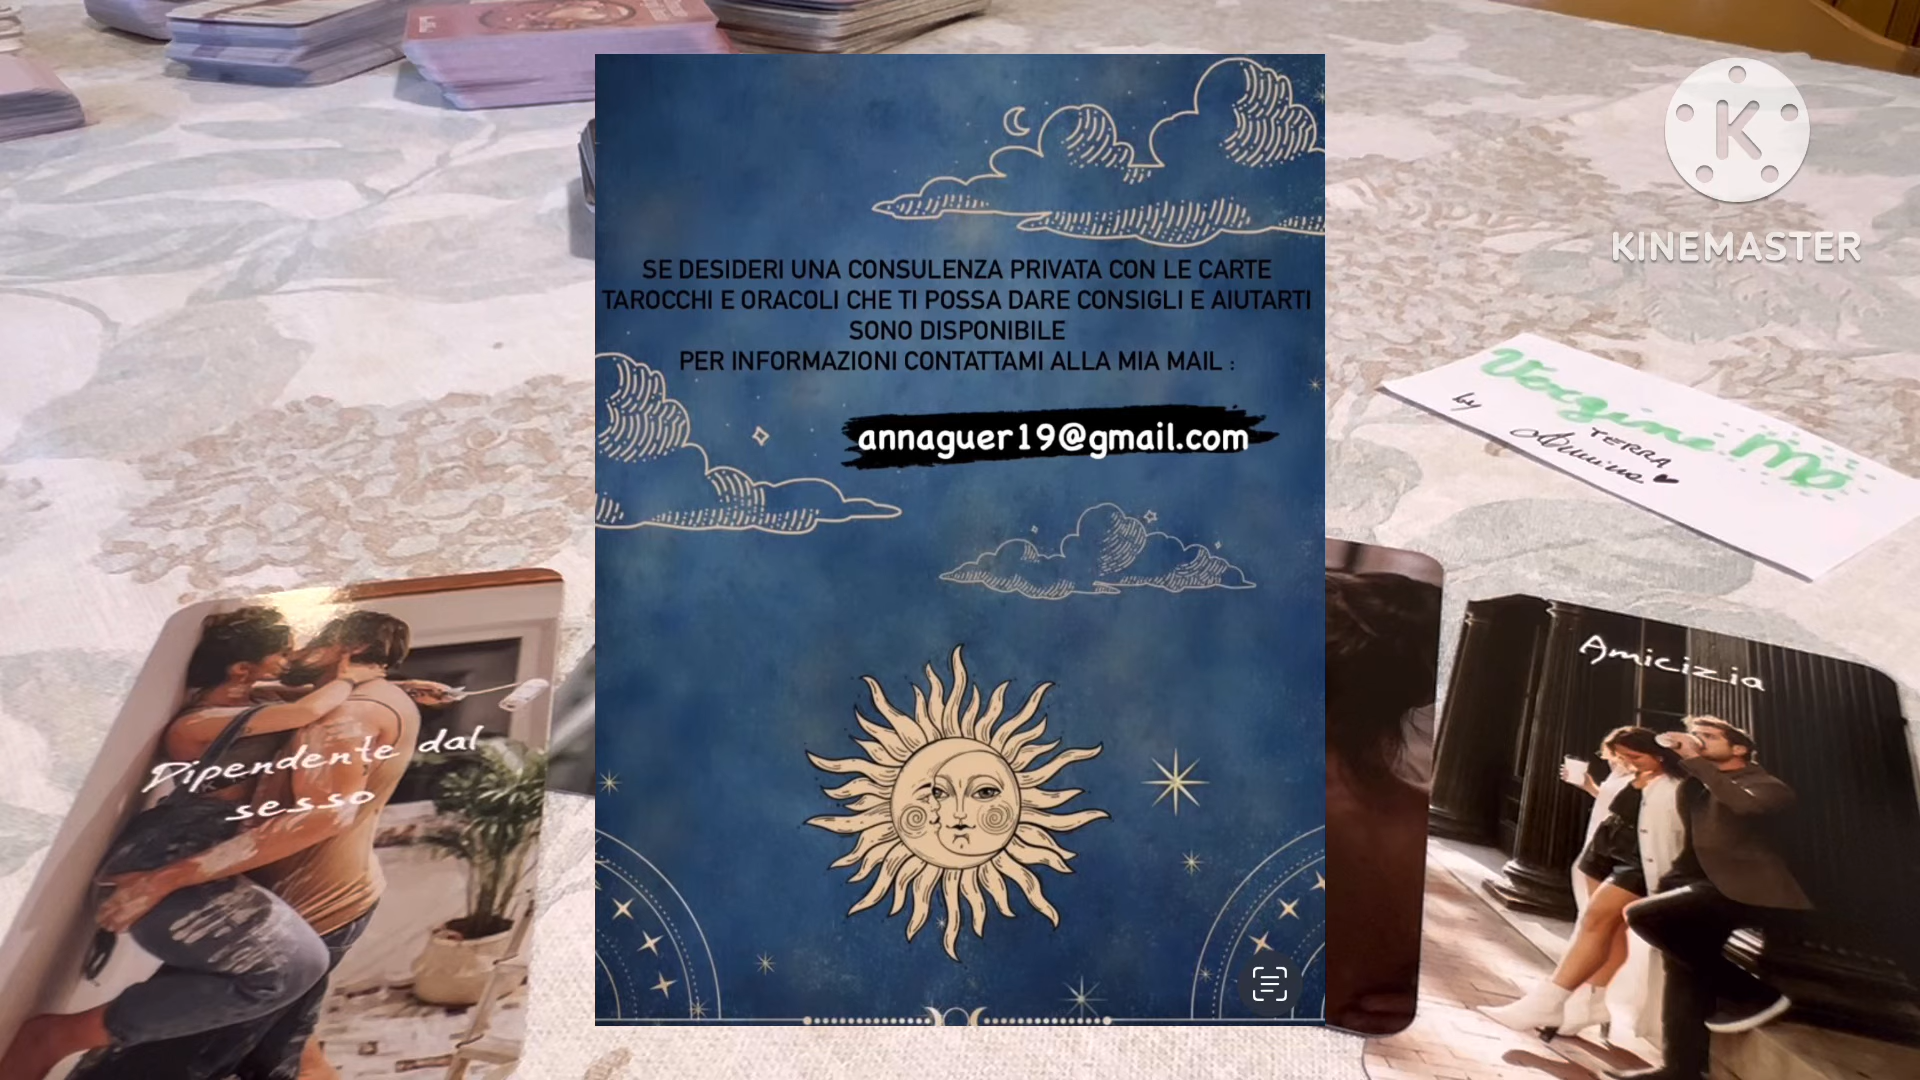 SE DESIDERI UNA CONSULENZA PRIVATA CON LE CARTE
TAROCCHI E ORACOLI CHE TI POSSA DARE CONSIGLI E AIUTARTI
SONO DISPONIBILE
PER INFORMAZIONI CONTATTAMI ALLA MIA MAIL :
annaguer19@gmail.com
K
KINEMASTER
by
TERRA
Dipendente dal
sesso
Amicizia